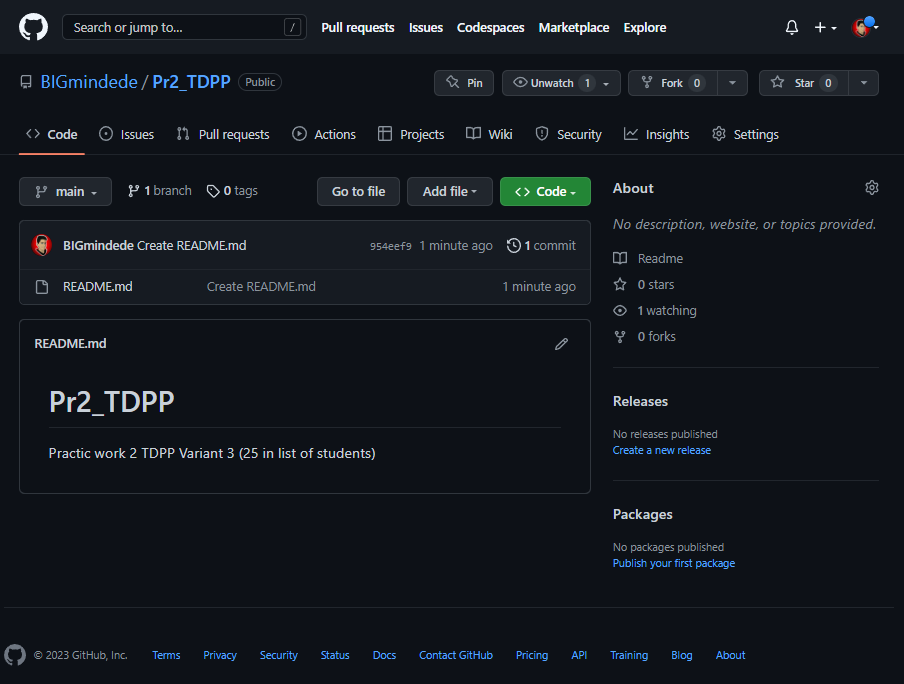 Search or jump to... /
Pull requests Issues Codespaces Marketplace Explore
BIGmindede / Pr2_TDPP Public
Pin Unwatch 1 Fork 0 Star 0
Code Issues Pull requests Actions Projects Wiki Security Insights Settings
main 1 branch 0 tags Go to file Add file Code
BIGmindede Create README.md 954eef9 1 minute ago 1 commit
README.md Create README.md 1 minute ago
README.md
Pr2_TDPP
Practic work 2 TDPP Variant 3 (25 in list of students)
About
No description, website, or topics provided.
Readme
0 stars
1 watching
0 forks
Releases
No releases published
Create a new release
Packages
No packages published
Publish your first package
© 2023 GitHub, Inc. Terms Privacy Security Status Docs Contact GitHub Pricing API Training Blog About